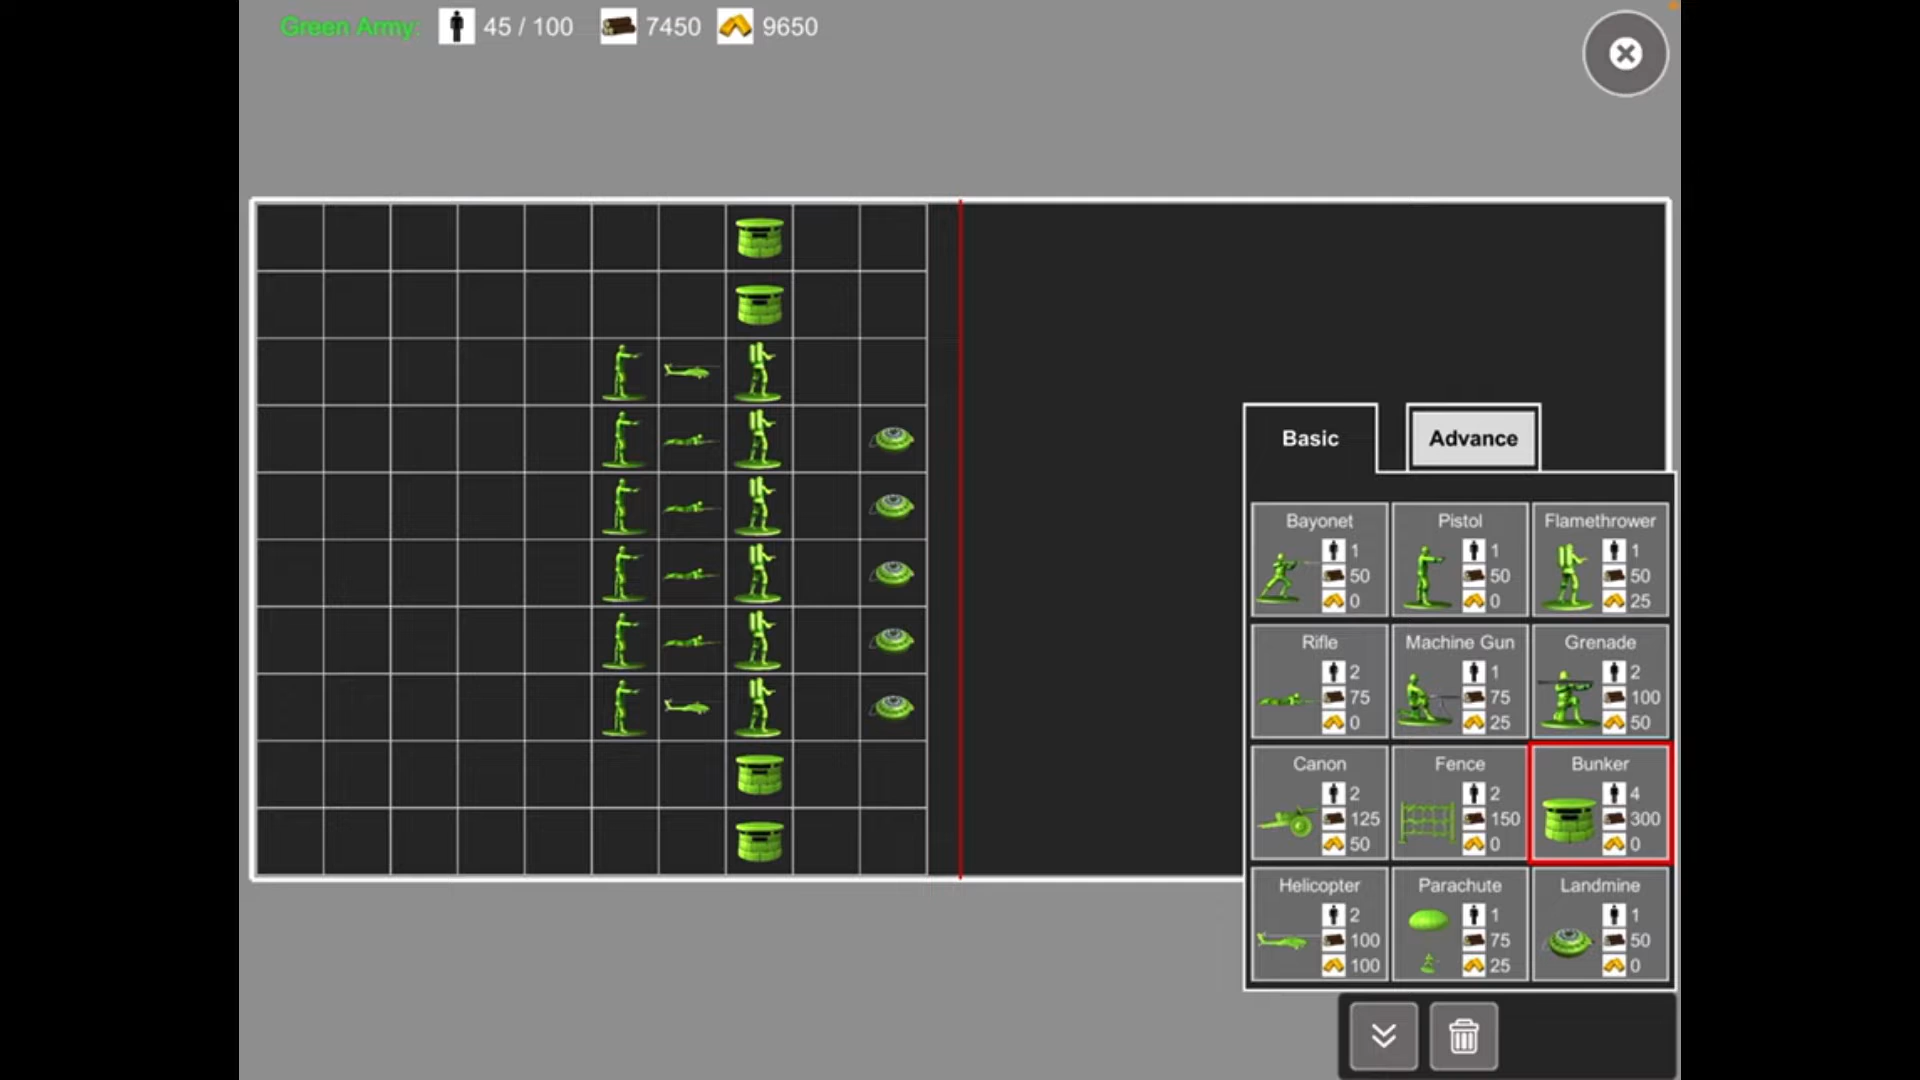 Green Army: 45 / 100 7450 9650
Basic Advance
Bayonet Pistol Flamethrower
1 1 1
50 50 50
0 0 25
Rifle Machine Gun Grenade
2 1 2
75 75 100
0 25 50
Canon Fence Bunker
2 2 4
125 150 300
50 0 0
Helicopter Parachute Landmine
2 1 1
100 75 50
100 25 0